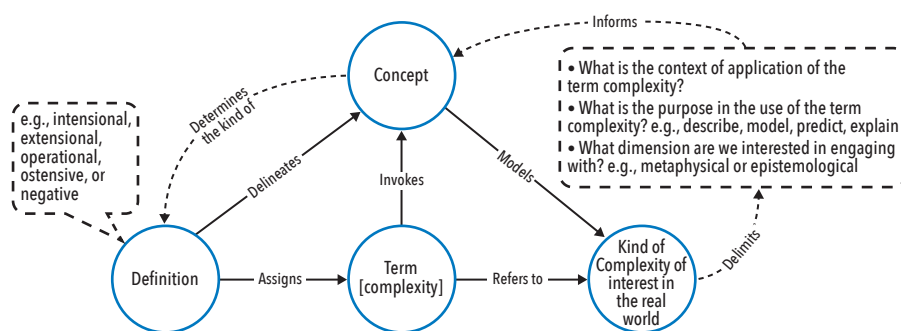 Informs
• What is the context of application of the
term complexity?
• What is the purpose in the use of the term
complexity? e.g., describe, model, predict, explain
• What dimension are we interested in engaging
with? e.g., metaphysical or epistemological
Concept
Determines
the kind of
e.g., intensional,
extensional,
operational,
ostensive, or
negative
Delineates
Invokes
Models
Definition
Assigns
Term
[complexity]
Refers to
Kind of
Complexity of
interest in
the real
world
Delimits